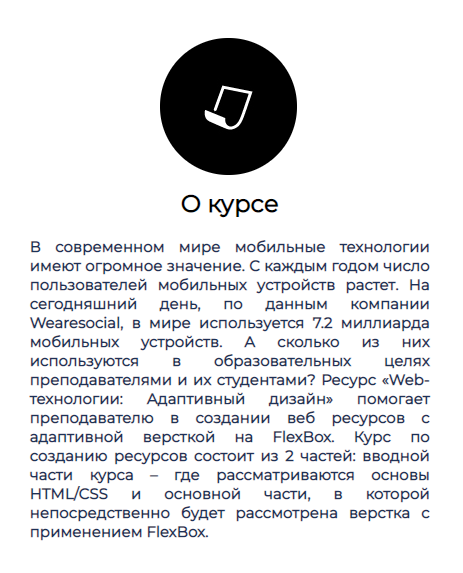 О курсе
В современном мире мобильные технологии
имеют огромное значение. С каждым годом число
пользователей мобильных устройств растет. На
сегодняшний день, по данным компании
Wearesocial, в мире используется 7.2 миллиарда
мобильных устройств. А сколько из них
используются в образовательных целях
преподавателями и их студентами? Ресурс «Web-
технологии: Адаптивный дизайн» помогает
преподавателю в создании веб ресурсов с
адаптивной версткой на FlexBox. Курс по
созданию ресурсов состоит из 2 частей: вводной
части курса – где рассматриваются основы
HTML/CSS и основной части, в которой
непосредственно будет рассмотрена верстка с
применением FlexBox.